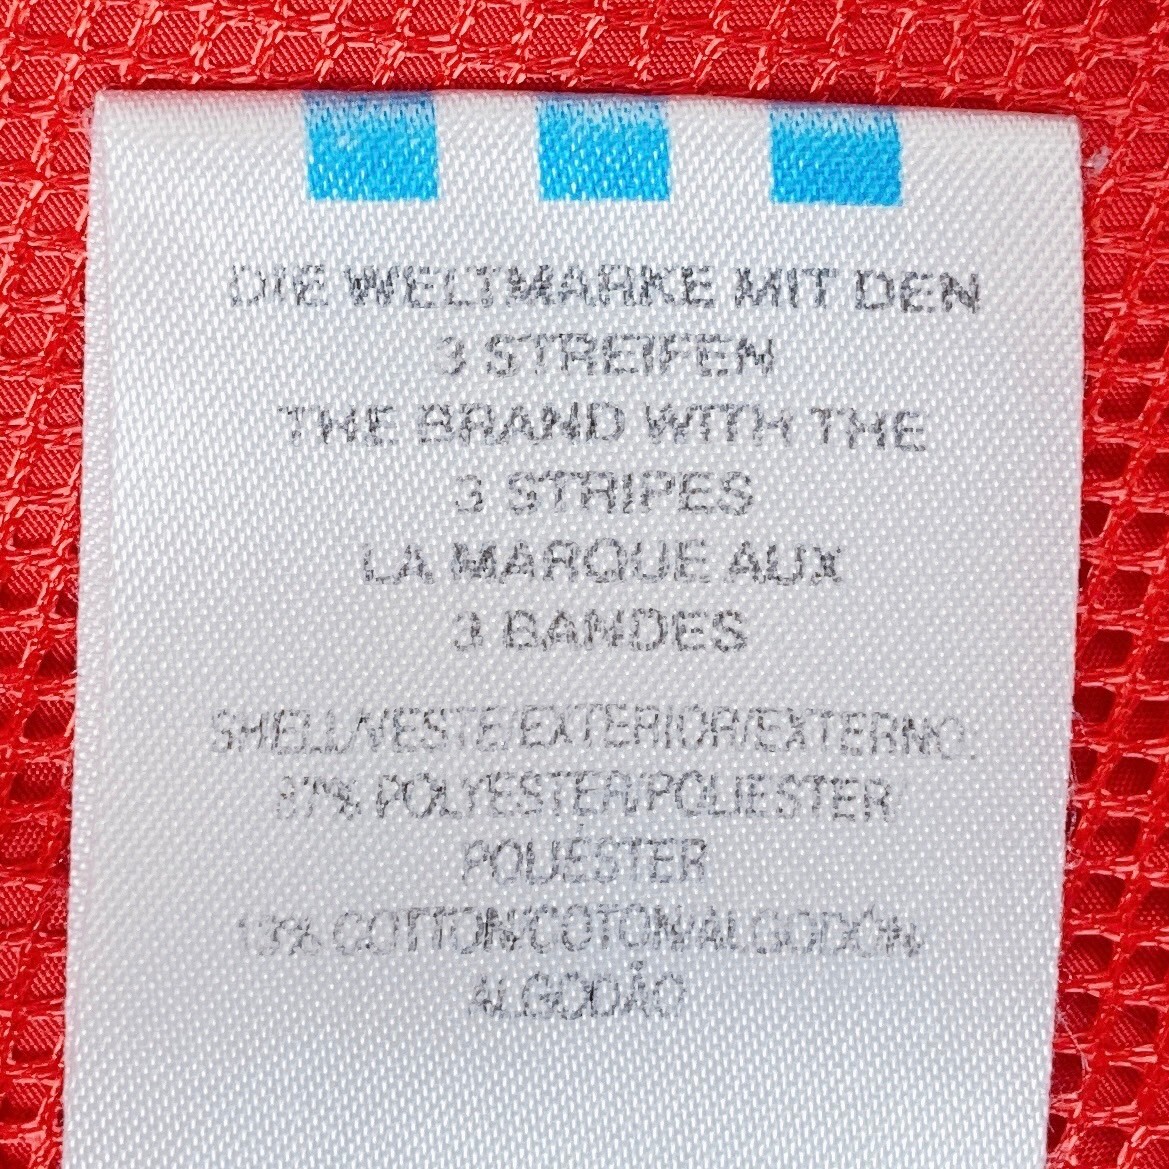 DIE WELTMARKE MIT DEN
3 STREIFEN
THE BRAND WITH THE
3 STRIPES
LA MARQUE AUX
3 BANDES
SHELL/VESTE/EXTERIOR/EXTERNO:
87% POLYESTER/POLIESTER
POLIÉSTER
13% COTTON/COTON/ALGODÓN
ALGODÃO